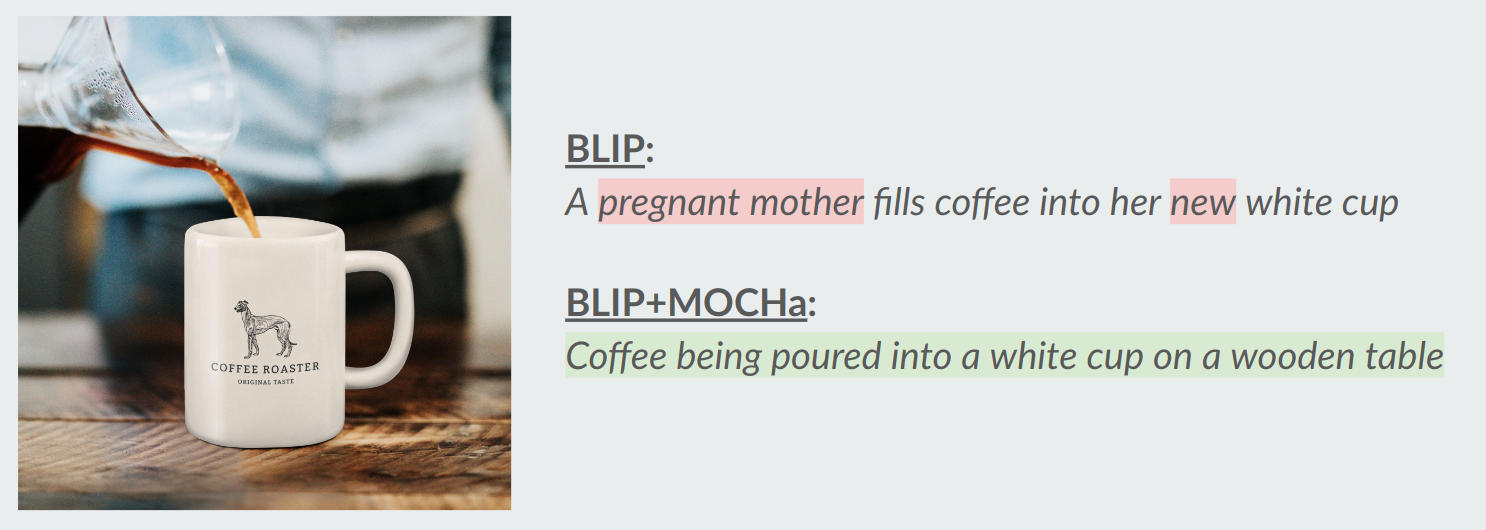 BLIP:
A pregnant mother fills coffee into her new white cup
BLIP+MOCHa:
Coffee being poured into a white cup on a wooden table
COFFEE ROASTER
ORIGINAL TASTE